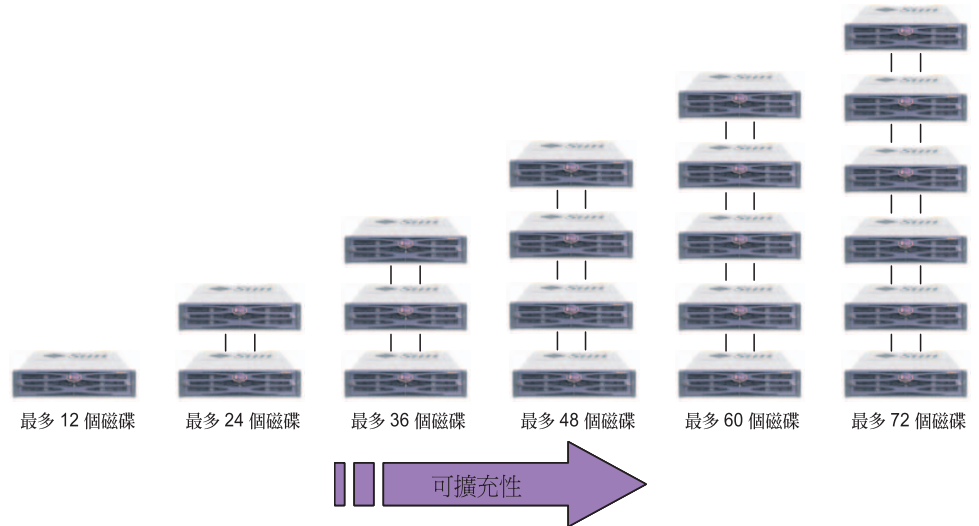 最多 12 個磁碟
最多 24 個磁碟
最多 36 個磁碟
最多 48 個磁碟
最多 60 個磁碟
最多 72 個磁碟
可擴充性